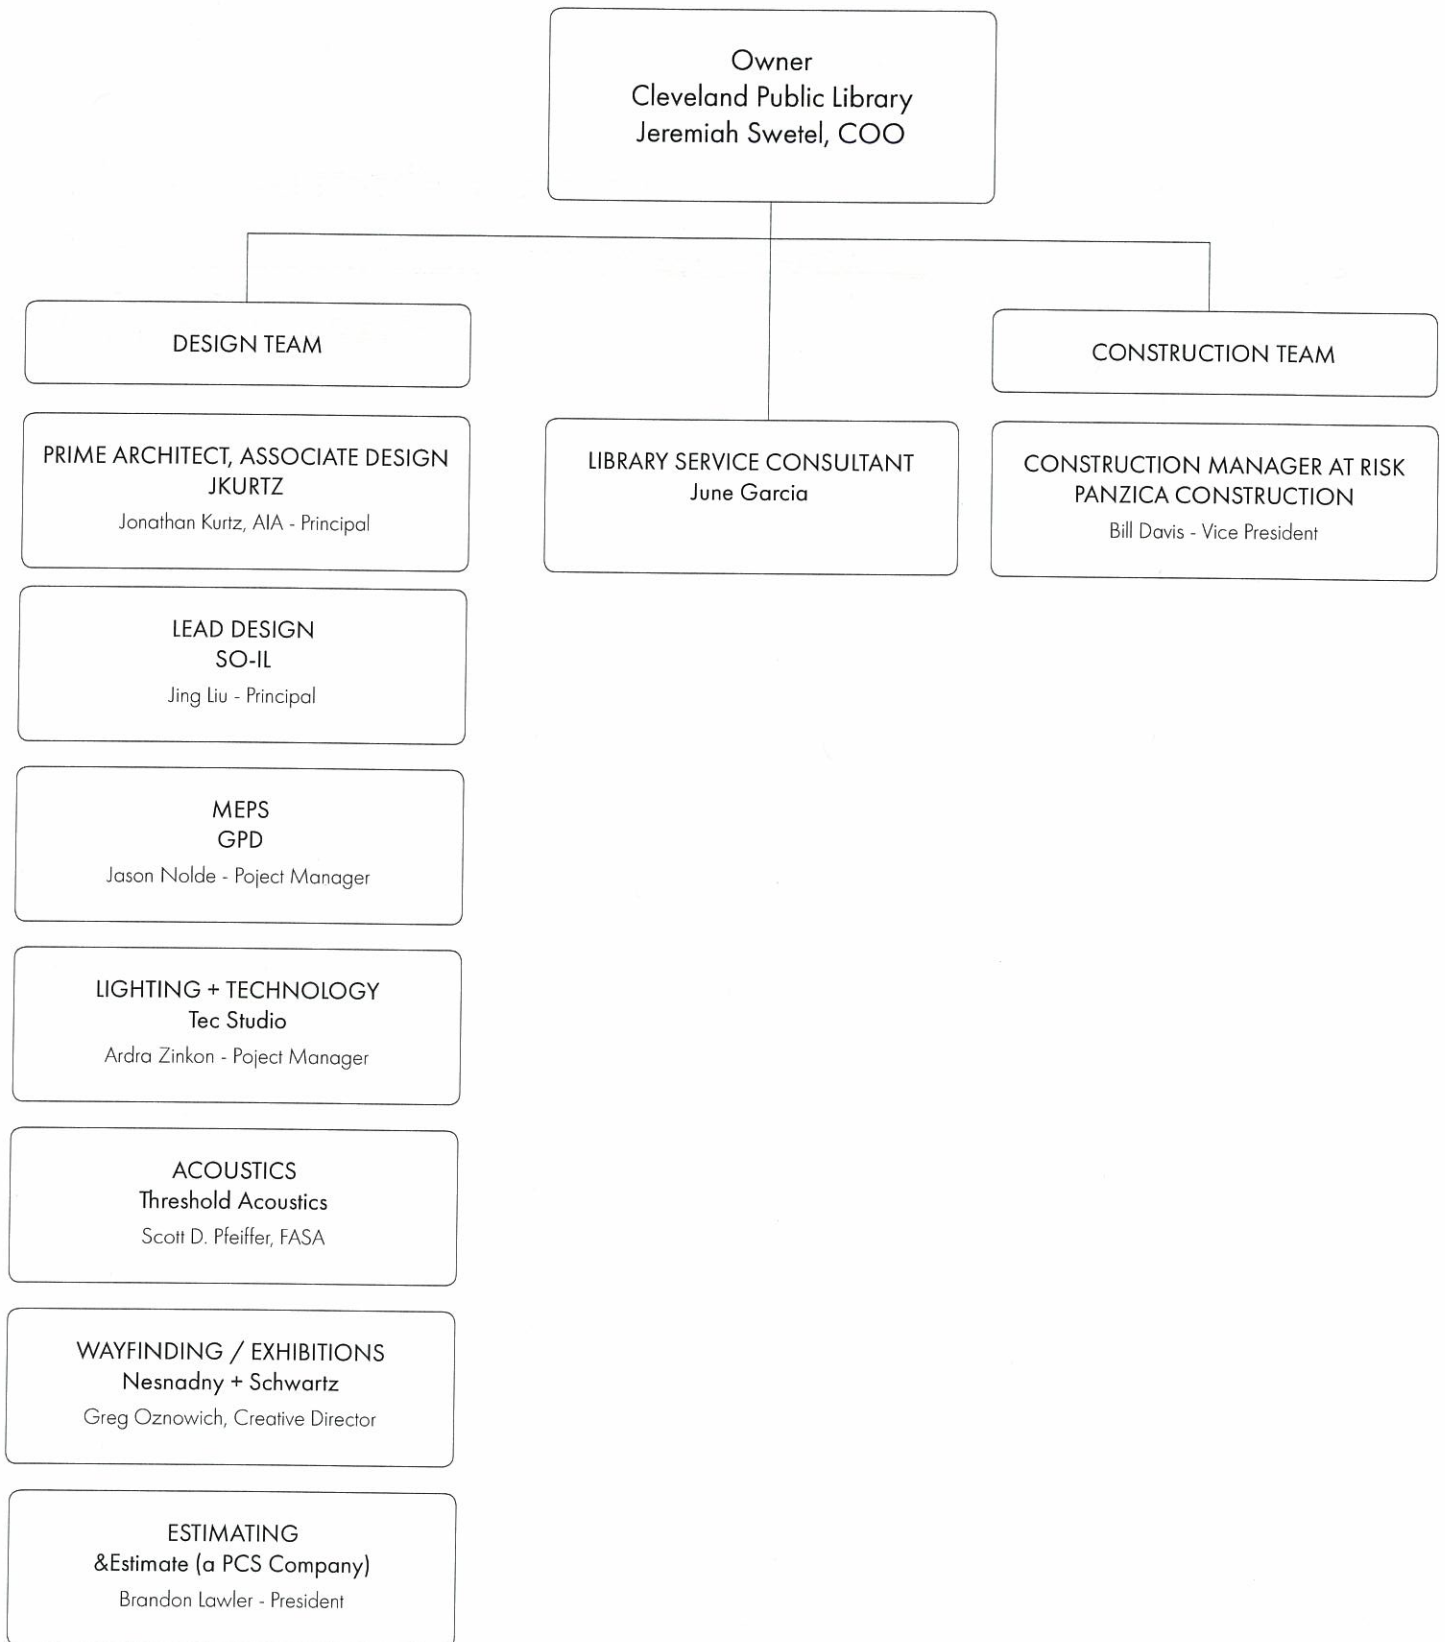 Owner
Cleveland Public Library
Jeremiah Swetel, COO
DESIGN TEAM
PRIME ARCHITECT, ASSOCIATE DESIGN
JKURTZ
Jonathan Kurtz, AIA - Principal
LEAD DESIGN
SO-IL
Jing Liu - Principal
MEPS
GPD
Jason Nolde - Poject Manager
LIGHTING + TECHNOLOGY
Tec Studio
Ardra Zinkon - Poject Manager
ACOUSTICS
Threshold Acoustics
Scott D. Pfeiffer, FASA
WAYFINDING / EXHIBITIONS
Nesnadny + Schwartz
Greg Oznowich, Creative Director
ESTIMATING
&Estimate (a PCS Company)
Brandon Lawler - President
LIBRARY SERVICE CONSULTANT
June Garcia
CONSTRUCTION TEAM
CONSTRUCTION MANAGER AT RISK
PANZICA CONSTRUCTION
Bill Davis - Vice President